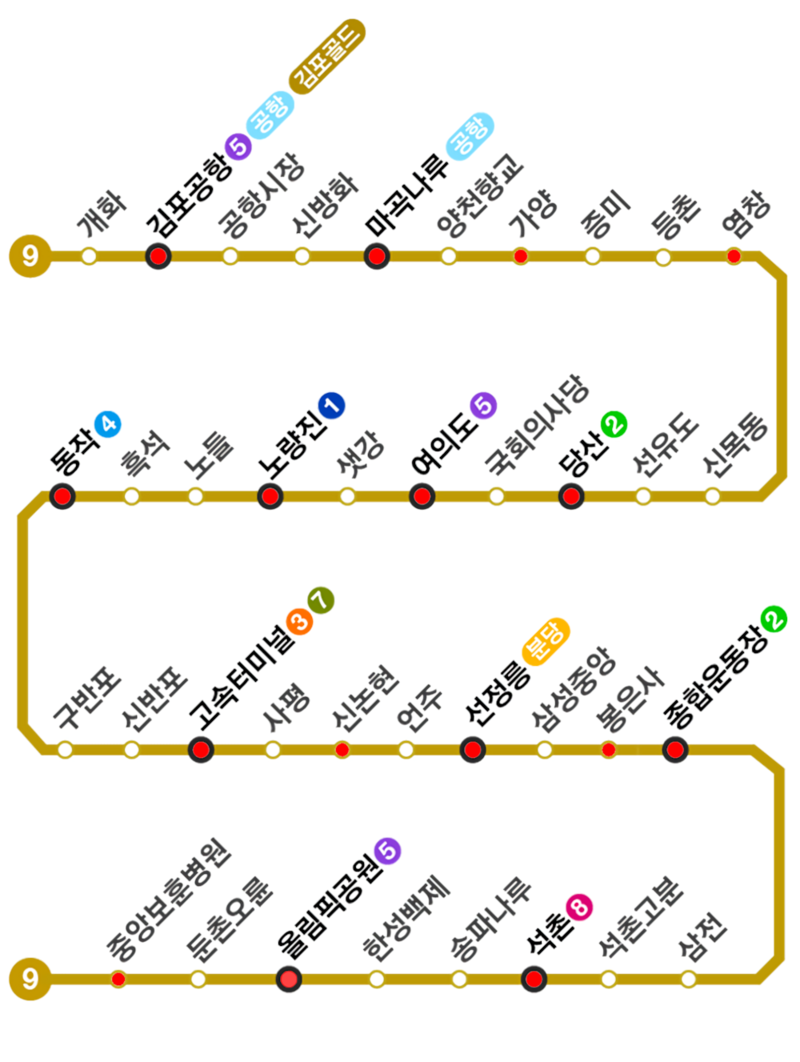 9
개화
김포공항 5 공항 김포골드
공항시장
신방화
마곡나루 공항
양천향교
가양
증미
등촌
염창
동작 4
흑석
노들
노량진 1
샛강
여의도 5
국회의사당
당산 2
선유도
신목동
구반포
신반포
고속터미널 3 7
사평
신논현
언주
선정릉 분당
삼성중앙
봉은사
종합운동장 2
9
중앙보훈병원
둔촌오륜
올림픽공원 5
한성백제
송파나루
석촌 8
석촌고분
삼전